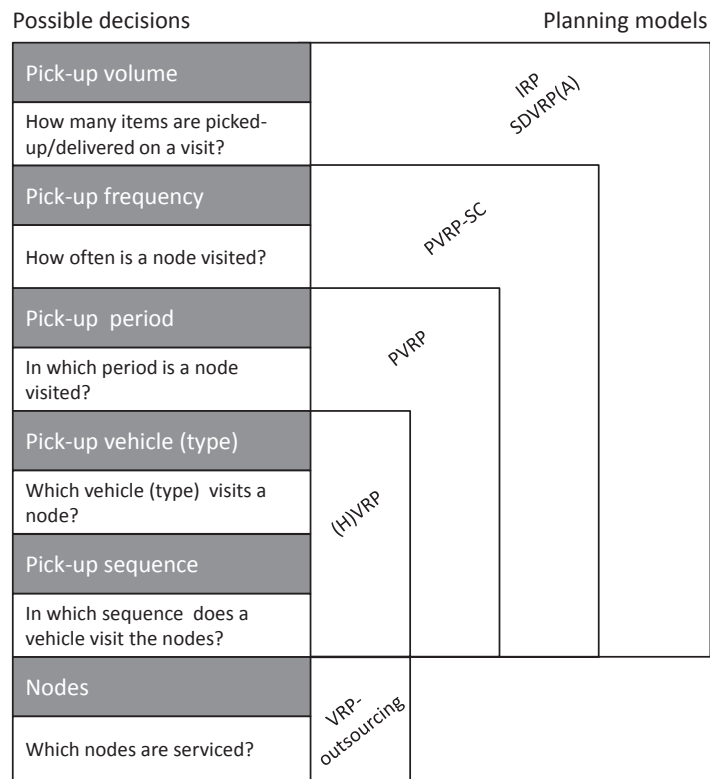 Possible decisions
Planning models
Pick-up volume
IRP
SDVRP(A)
How many items are picked-
up/delivered on a visit?
Pick-up frequency
PVRP-SC
How often is a node visited?
Pick-up period
PVRP
In which period is a node
visited?
Pick-up vehicle (type)
Which vehicle (type) visits a
node?
(H)VRP
Pick-up sequence
In which sequence does a
vehicle visit the nodes?
Nodes
VRP-
outsourcing
Which nodes are serviced?